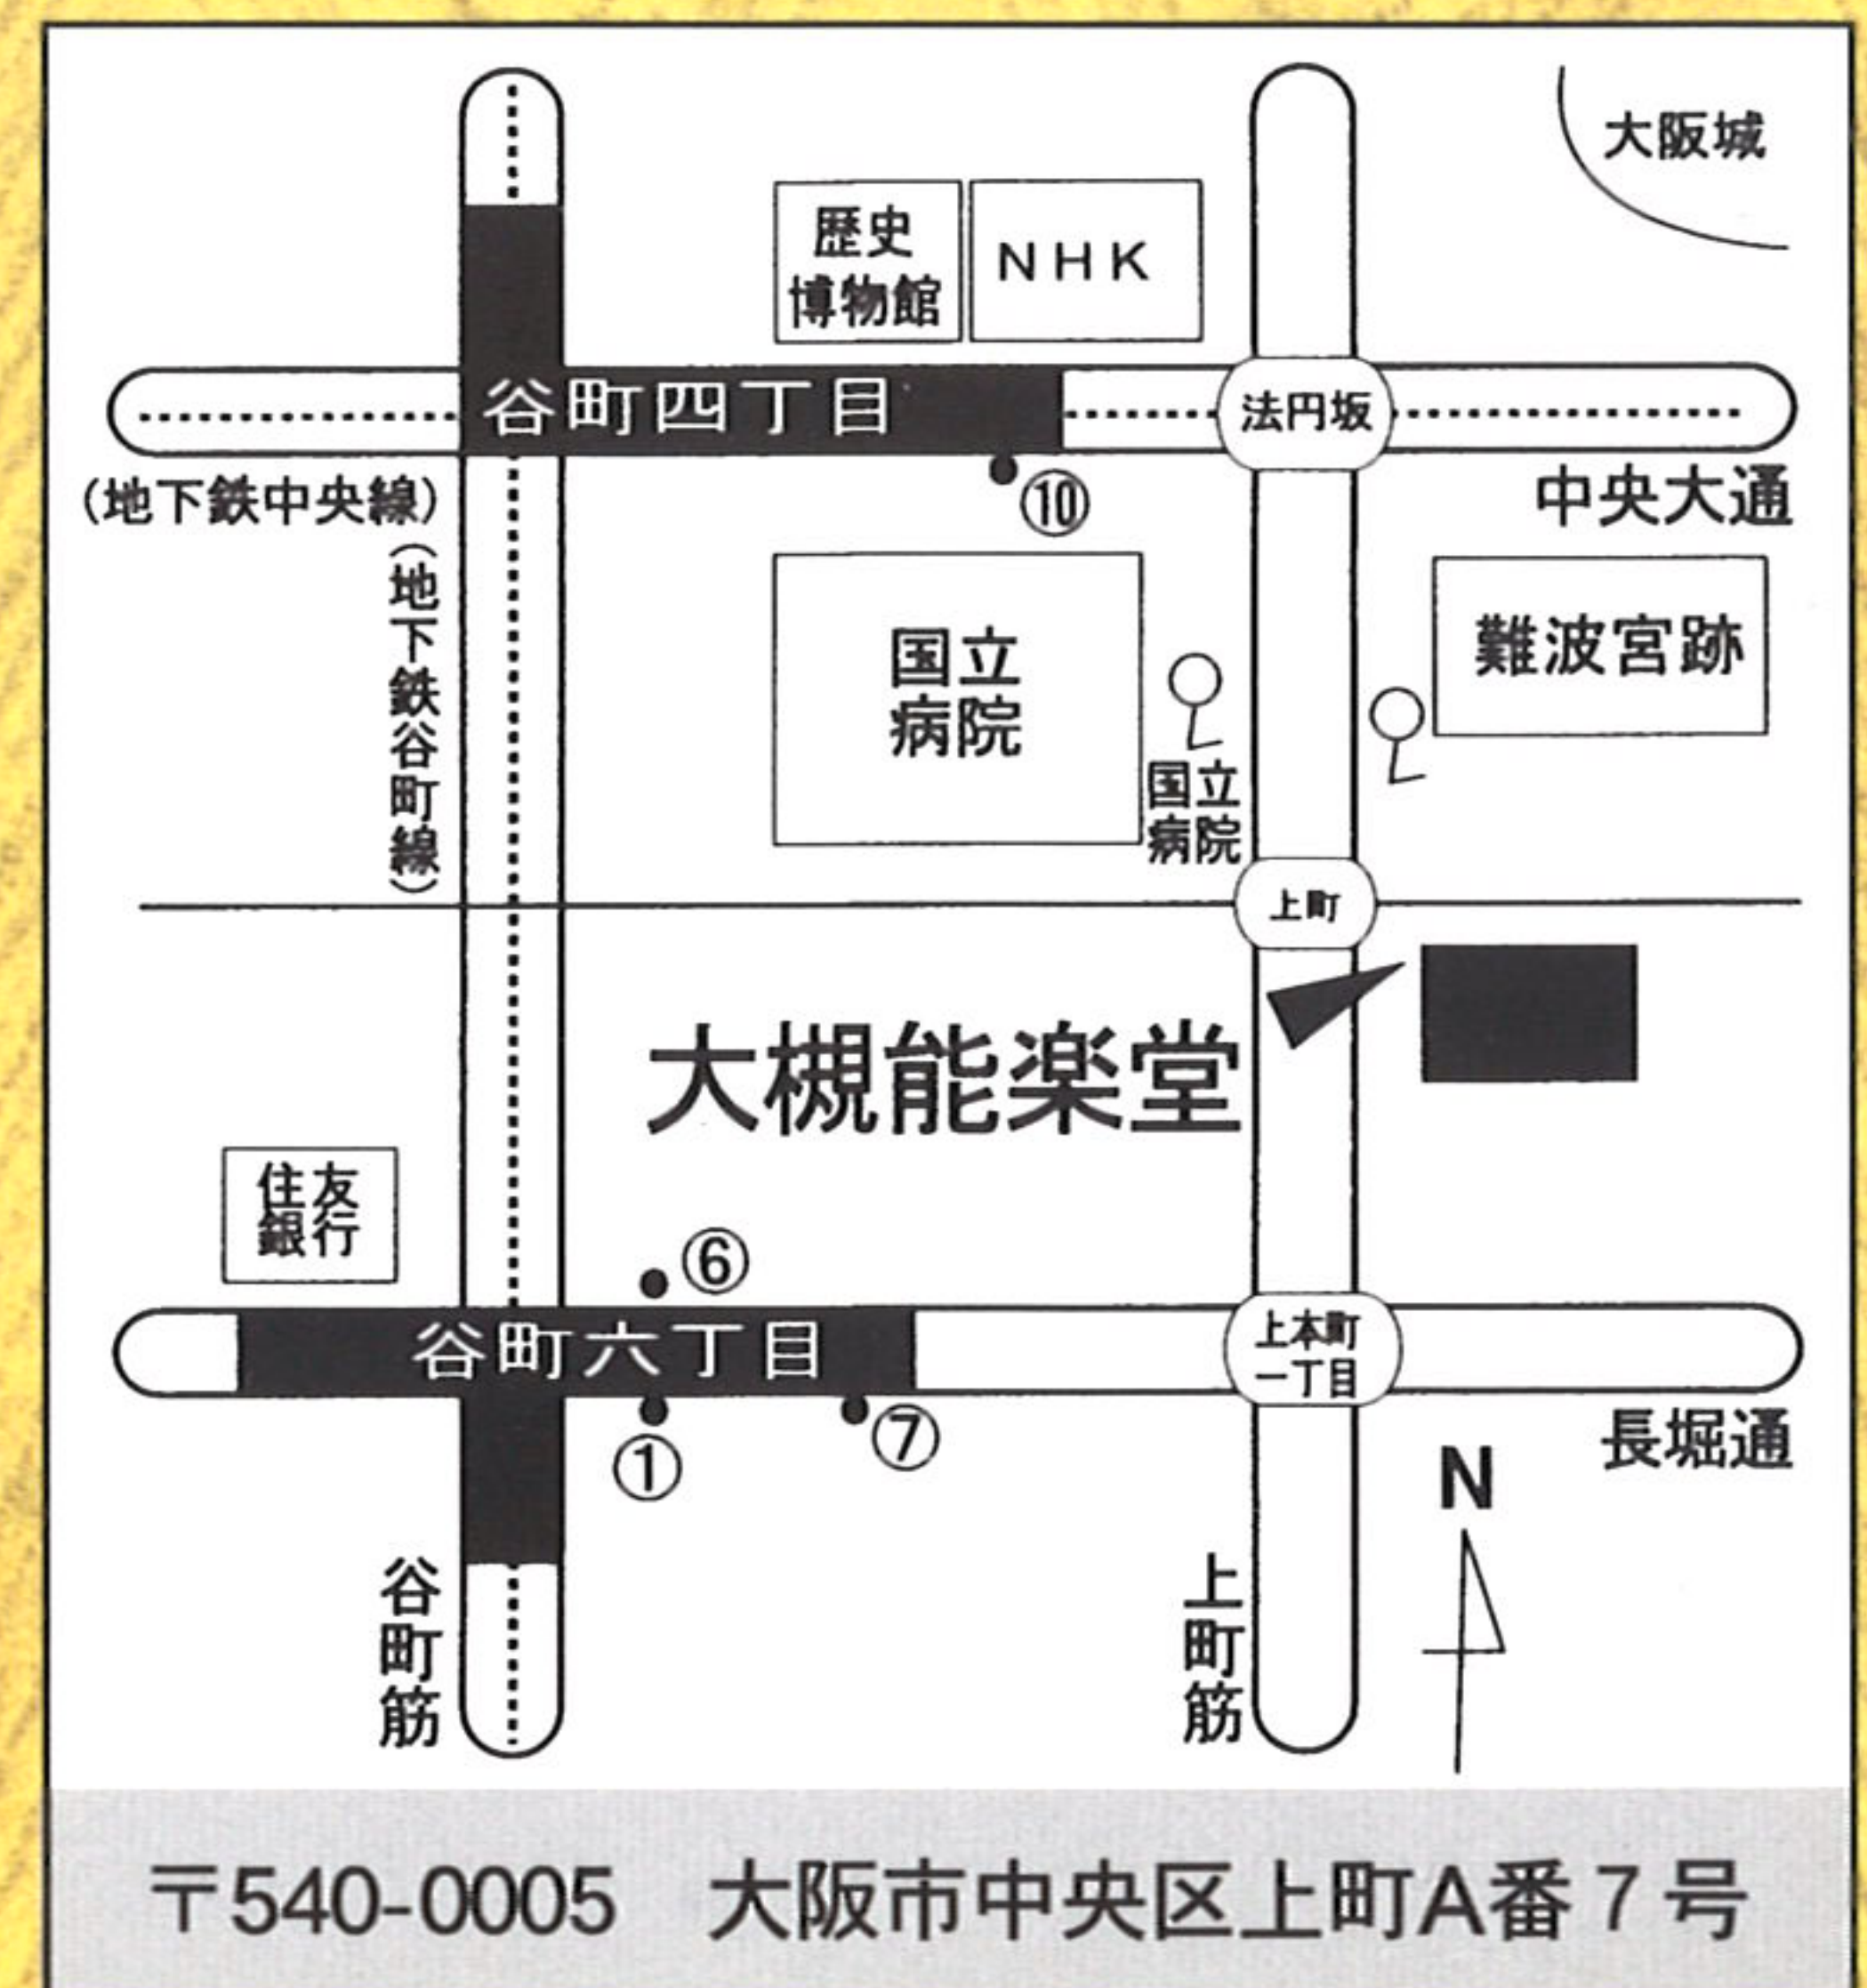 大阪城
歴史
博物館
NHK
谷町四丁目
法円坂
(地下鉄中央線)
⑩
中央大通
(地下鉄谷町線)
国立
病院
難波宮跡
国立
病院
上町
大槻能楽堂
住友
銀行
⑥
谷町六丁目
上本町
一丁目
①
⑦
長堀通
N
谷町筋
上町筋
〒540-0005 大阪市中央区上町A番7号